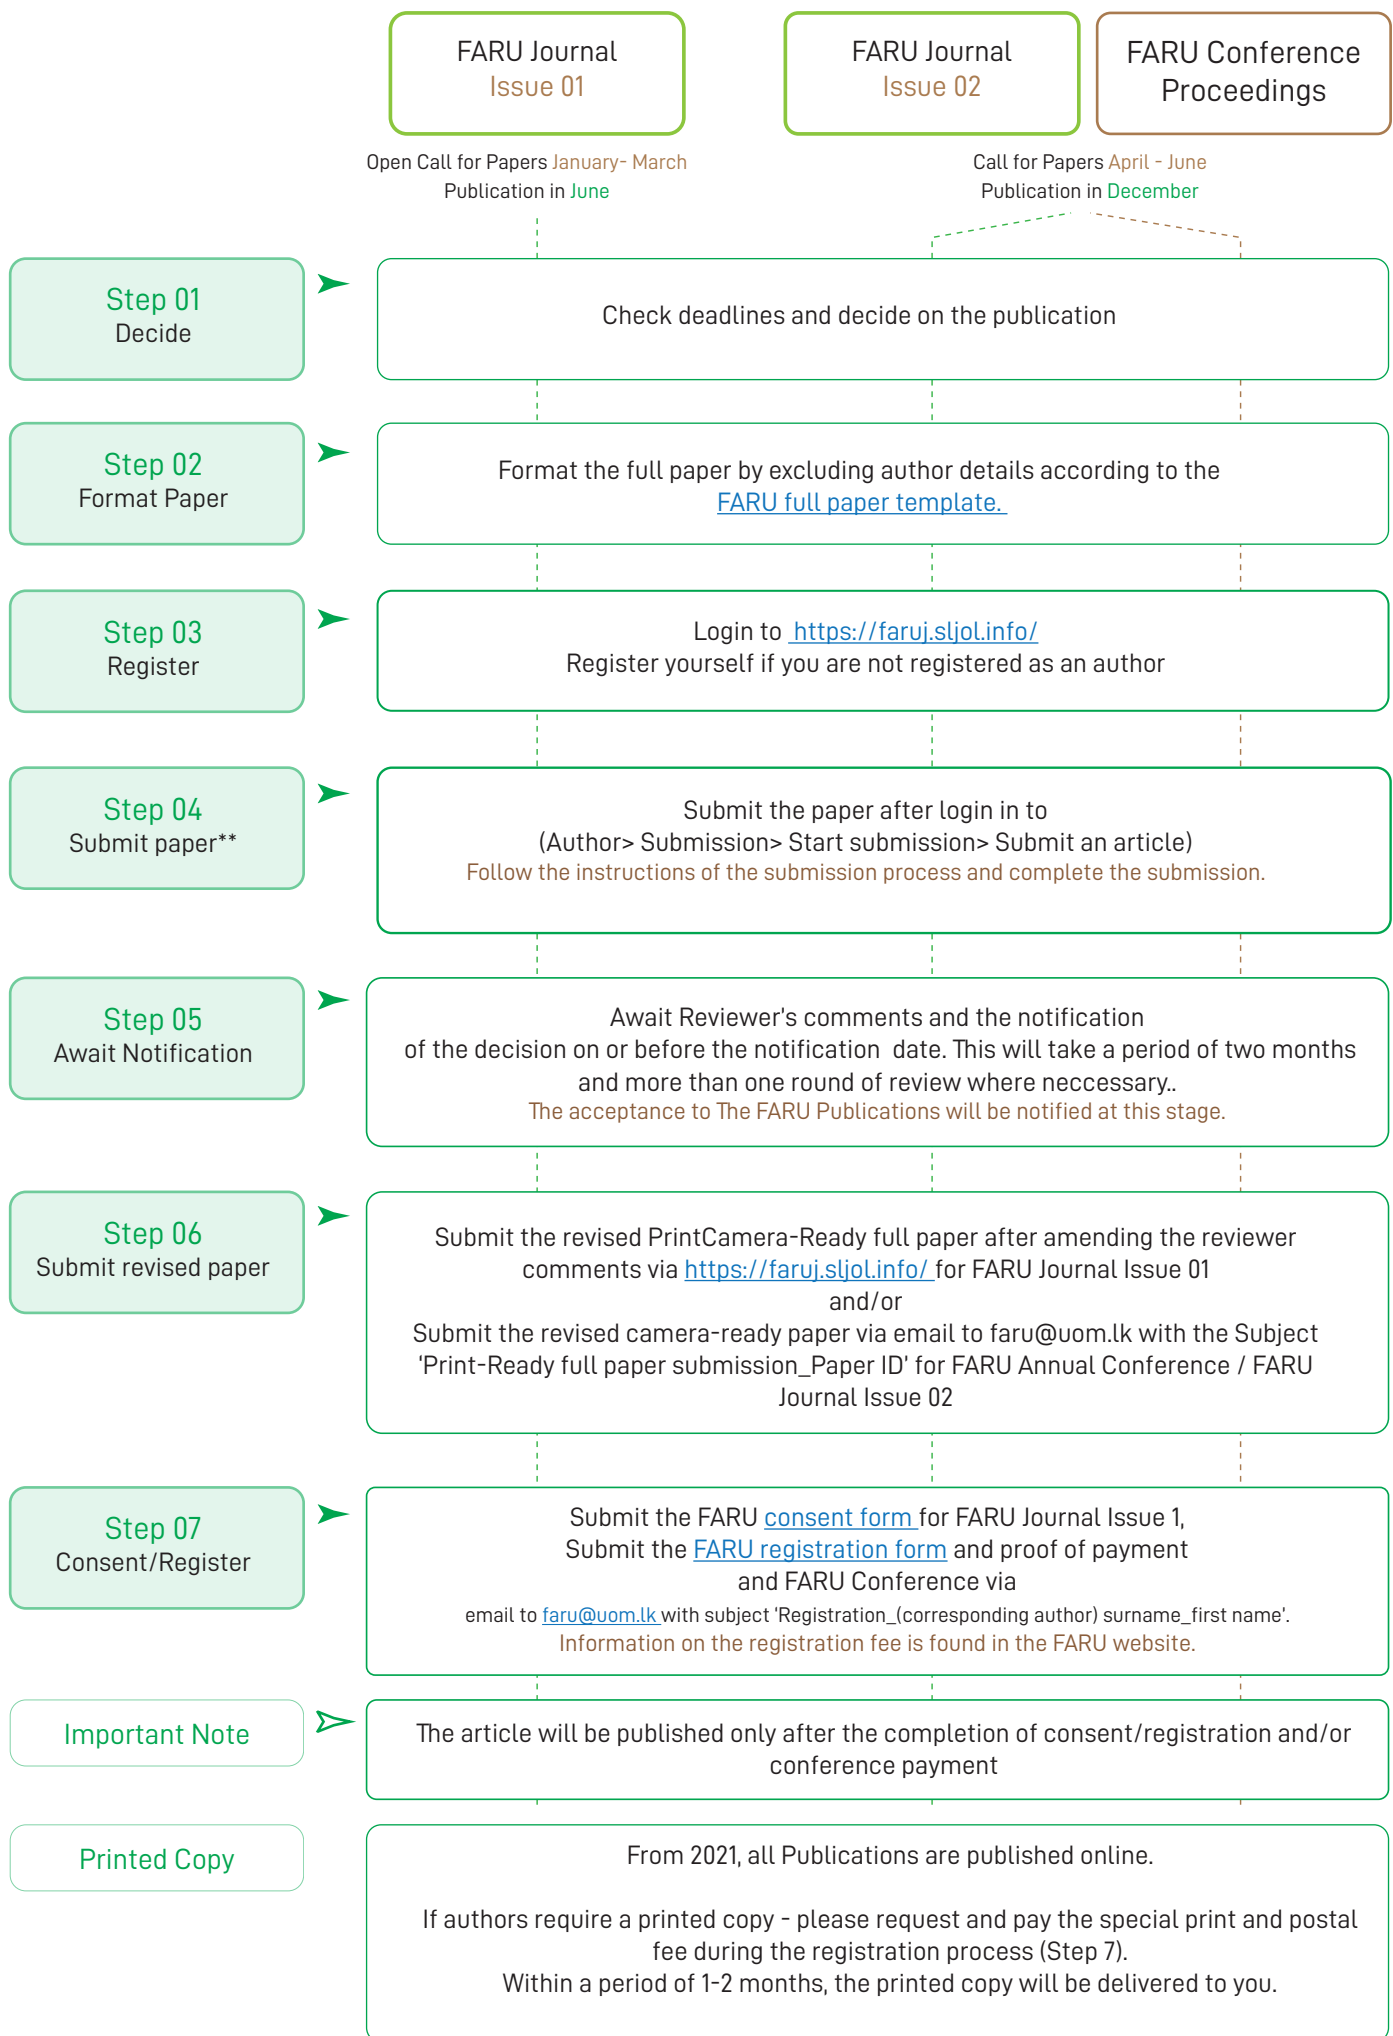 FARU Journal
Issue 01
FARU Journal
Issue 02
FARU Conference
Proceedings
Open Call for Papers January- March
Publication in June
Call for Papers April - June
Publication in December
Step 01
Decide
Check deadlines and decide on the publication
Step 02
Format Paper
Format the full paper by excluding author details according to the
FARU full paper template.
Step 03
Register
Login to https://faruj.sljol.info/
Register yourself if you are not registered as an author
Step 04
Submit paper**
Submit the paper after login in to
(Author> Submission> Start submission> Submit an article)
Follow the instructions of the submission process and complete the submission.
Step 05
Await Notification
Await Reviewer's comments and the notification
of the decision on or before the notification date. This will take a period of two months
and more than one round of review where neccessary..
The acceptance to The FARU Publications will be notified at this stage.
Step 06
Submit revised paper
Submit the revised PrintCamera-Ready full paper after amending the reviewer
comments via https://faruj.sljol.info/ for FARU Journal Issue 01
and/or
Submit the revised camera-ready paper via email to faru@uom.lk with the Subject
'Print-Ready full paper submission_Paper ID' for FARU Annual Conference / FARU
Journal Issue 02
Step 07
Consent/Register
Submit the FARU consent form for FARU Journal Issue 1,
Submit the FARU registration form and proof of payment
and FARU Conference via
email to faru@uom.lk with subject 'Registration_(corresponding author) surname_first name'.
Information on the registration fee is found in the FARU website.
Important Note
The article will be published only after the completion of consent/registration and/or
conference payment
Printed Copy
From 2021, all Publications are published online.
If authors require a printed copy - please request and pay the special print and postal
fee during the registration process (Step 7).
Within a period of 1-2 months, the printed copy will be delivered to you.